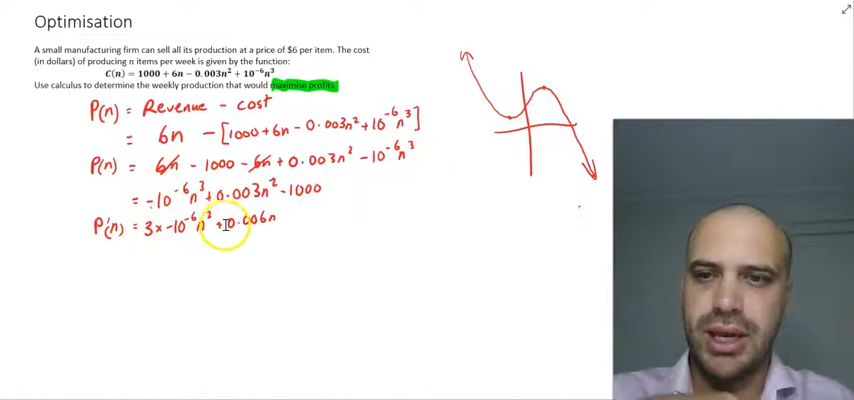 Optimisation
A small manufacturing firm can sell all its production at a price of $6 per item. The cost
(in dollars) of producing n items per week is given by the function:
C(n) = 1000 + 6n − 0.003n² + 10⁻⁶n³
Use calculus to determine the weekly production that would maximise profits.
P(n) = Revenue - cost
= 6n - [1000 + 6n - 0.003n² + 10⁻⁶n³]
P(n) = 6n - 1000 - 6n + 0.003n² - 10⁻⁶n³
= -10⁻⁶n³ + 0.003n² - 1000
P'(n) = 3 x -10⁻⁶n² + 0.006n